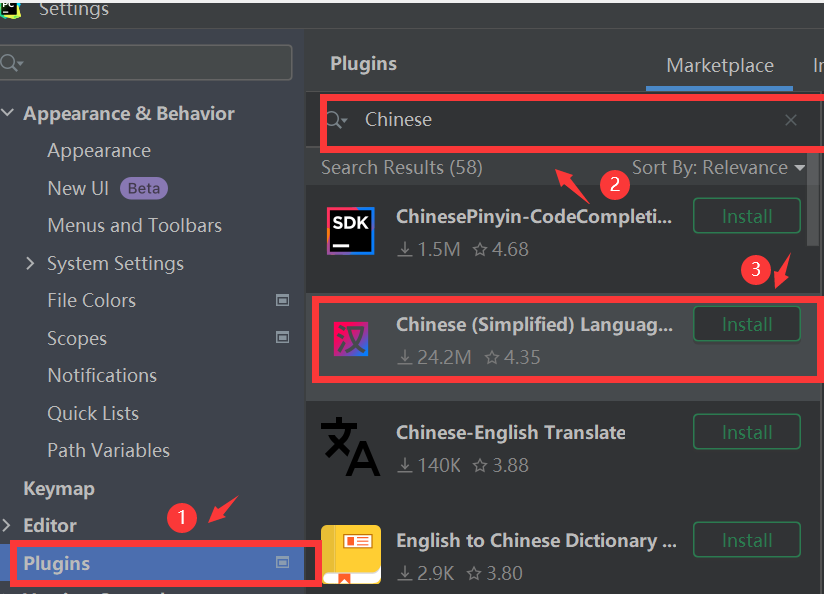 PC
Settings
Appearance & Behavior
Appearance
New UI Beta
Menus and Toolbars
System Settings
File Colors
Scopes
Notifications
Quick Lists
Path Variables
Keymap
Editor
1
Plugins
Plugins
Marketplace
Chinese
Search Results (58)
Sort By: Relevance
2
SDK
ChinesePinyin-CodeCompleti...
Install
1.5M 4.68
3
汉
Chinese (Simplified) Languag...
Install
24.2M 4.35
文A
Chinese-English Translate
Install
140K 3.88
English to Chinese Dictionary ...
Install
2.9K 3.80